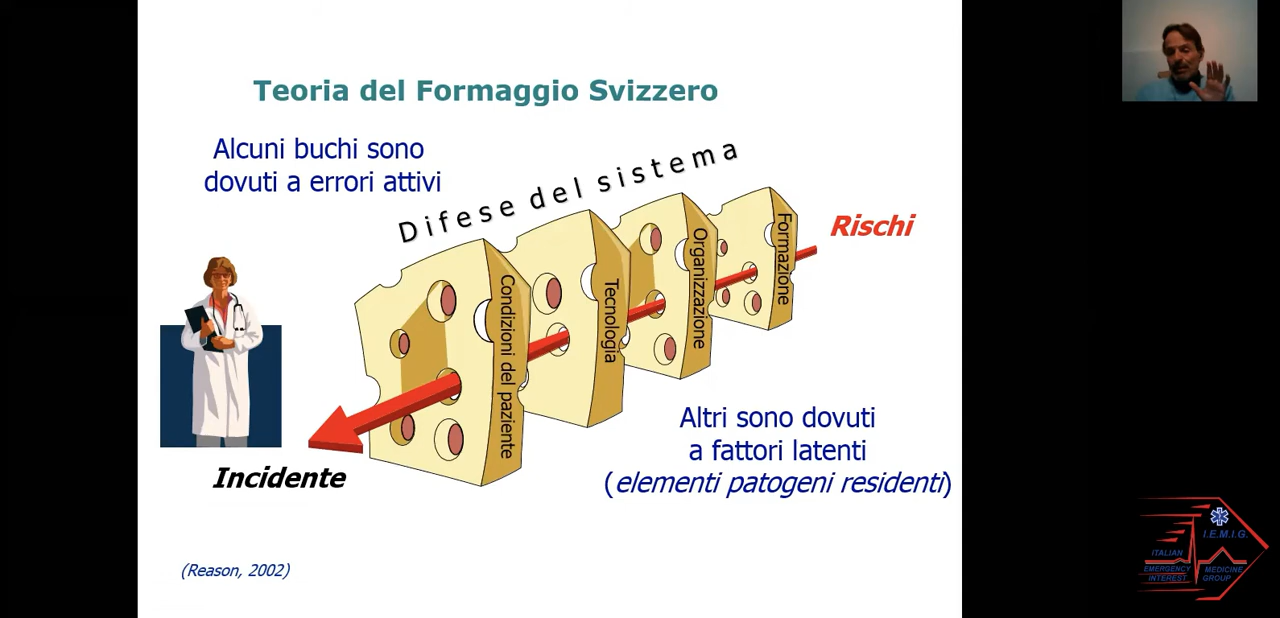 Teoria del Formaggio Svizzero
Alcuni buchi sono
dovuti a errori attivi
Difese del sistema
Rischi
Formazione
Organizzazione
Tecnologia
Condizioni del paziente
Altri sono dovuti
a fattori latenti
(elementi patogeni residenti)
Incidente
(Reason, 2002)
I.E.M.I.G.
ITALIAN
EMERGENCY MEDICINE
INTEREST GROUP